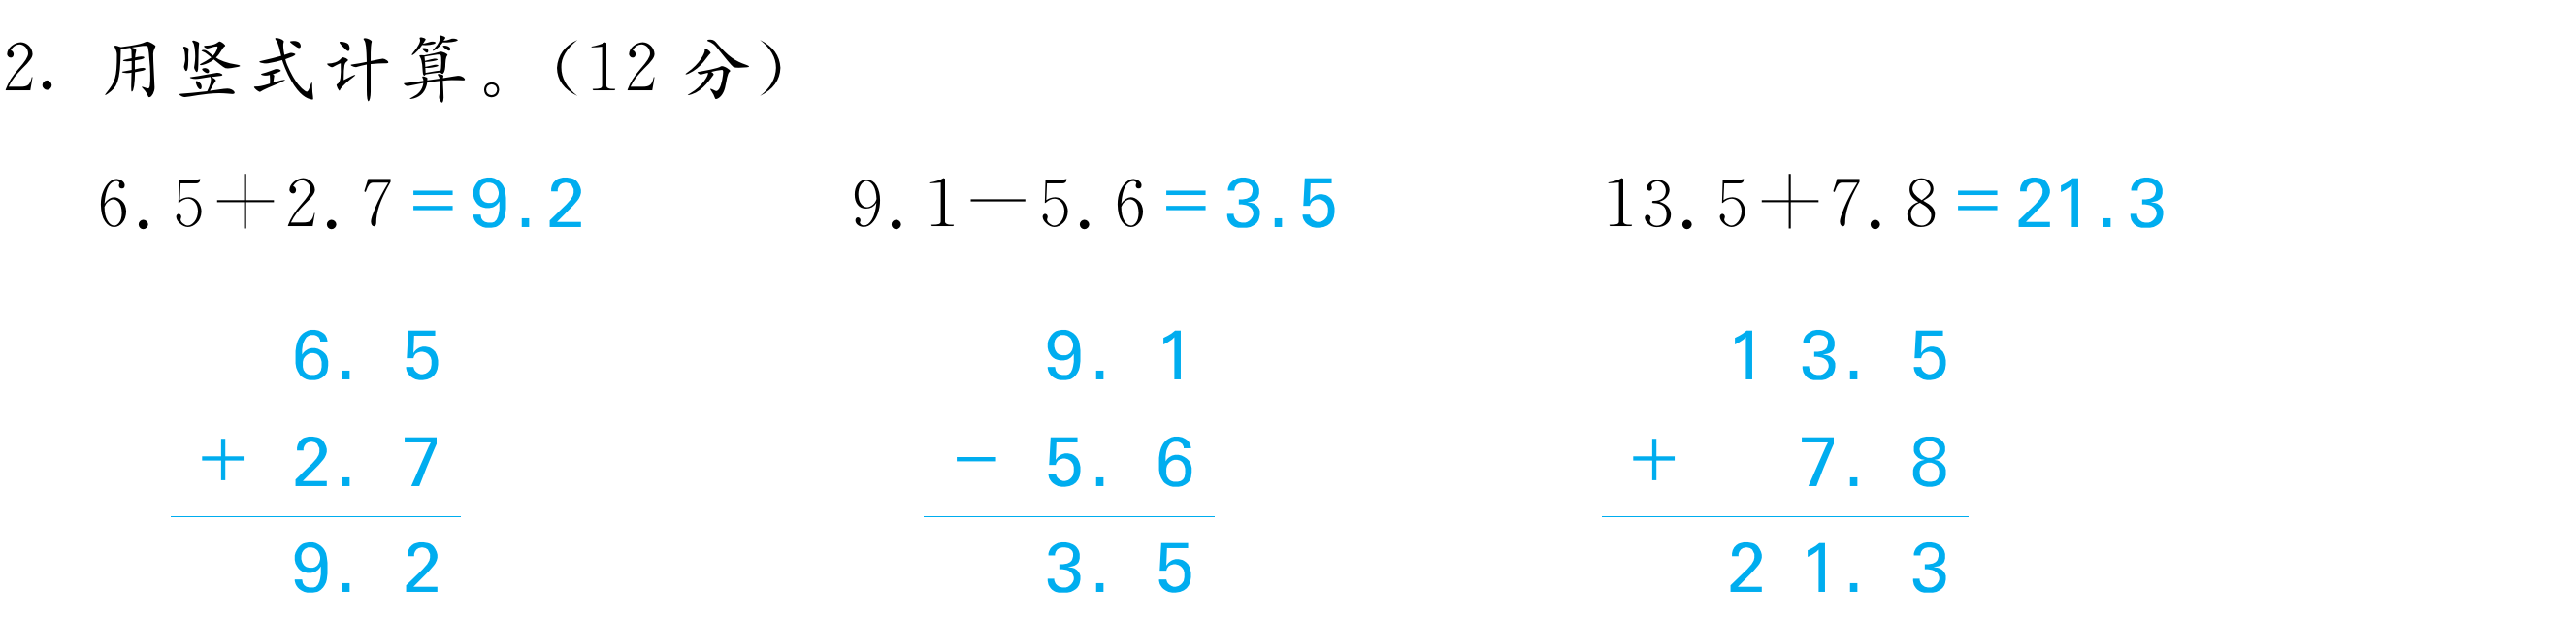 2. 用竖式计算。(12 分)
6.5+2.7=9.2 9.1-5.6=3.5 13.5+7.8=21.3
6. 5 9. 1 1 3. 5
+ 2. 7 - 5. 6 + 7. 8
9. 2 3. 5 2 1. 3